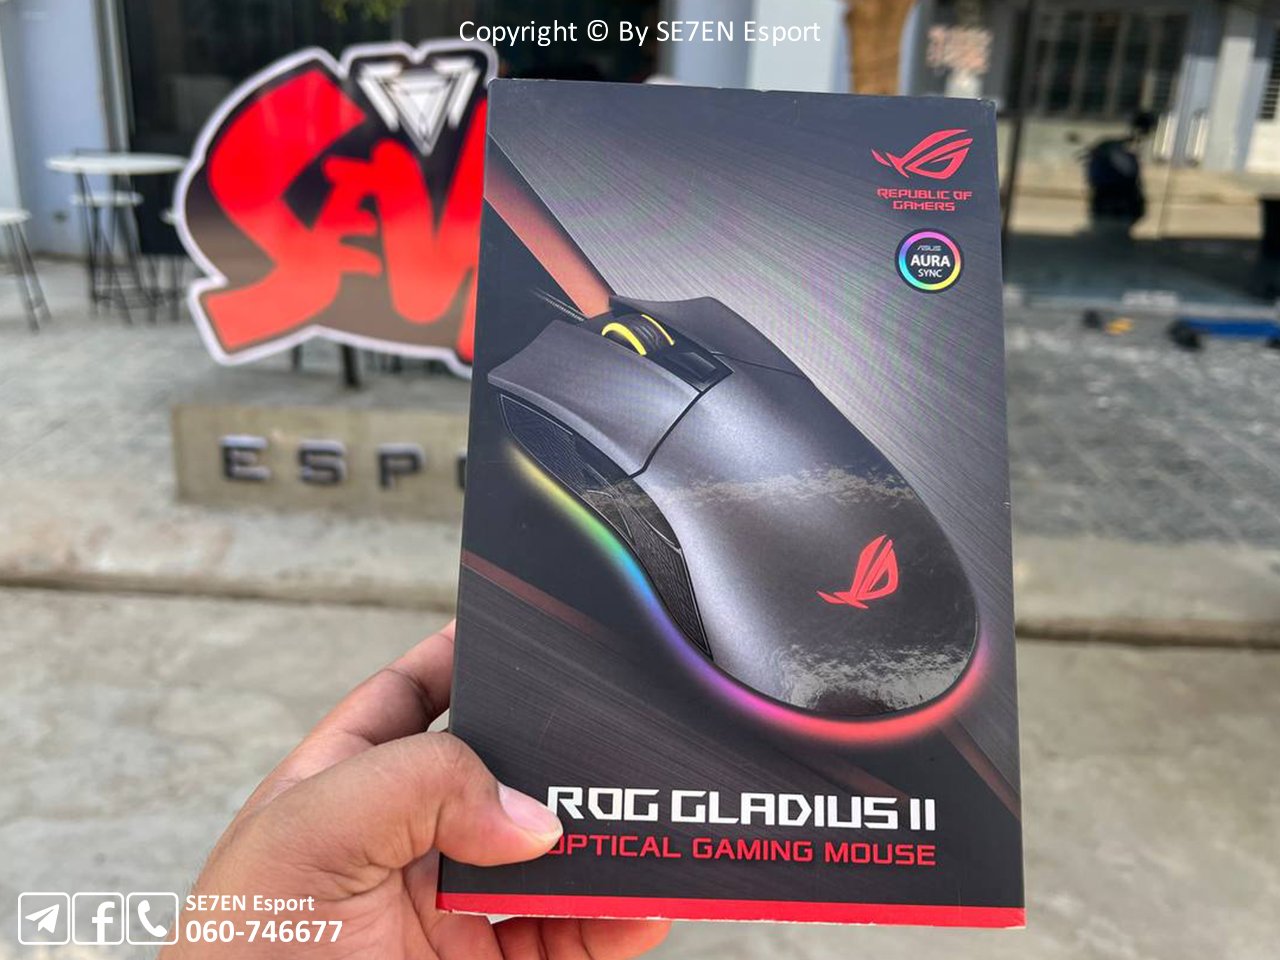 Copyright © By SE7EN Esport
REPUBLIC OF
GAMERS
ASUS
AURA
SYNC
ESPO
ROG GLADIUS II
OPTICAL GAMING MOUSE
SE7EN Esport
060-746677